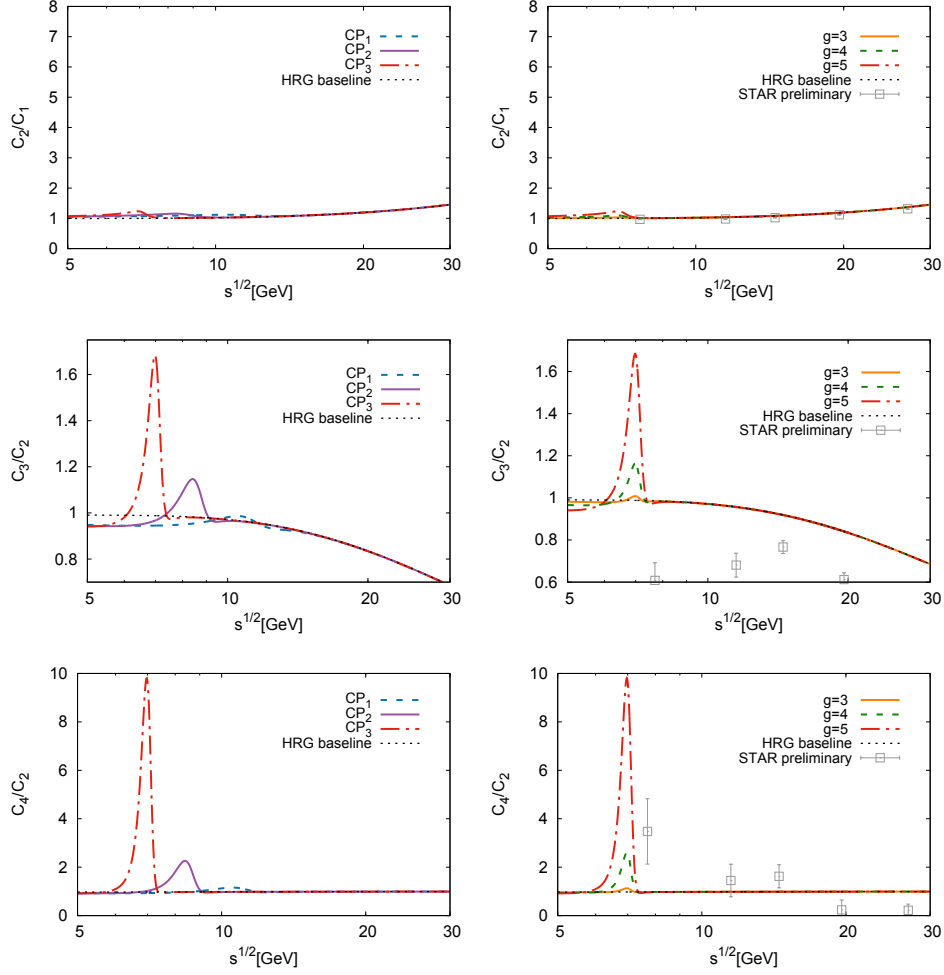 8
7
6
5
4
3
2
1
0
C2/C1
CP1
CP2
CP3
HRG baseline
5 10 20 30
s^1/2[GeV]
8
7
6
5
4
3
2
1
0
C2/C1
g=3
g=4
g=5
HRG baseline
STAR preliminary
5 10 20 30
s^1/2[GeV]
1.6
1.4
1.2
1
0.8
C3/C2
CP1
CP2
CP3
HRG baseline
5 10 20 30
s^1/2[GeV]
1.6
1.4
1.2
1
0.8
0.6
C3/C2
g=3
g=4
g=5
HRG baseline
STAR preliminary
5 10 20 30
s^1/2[GeV]
10
8
6
4
2
0
C4/C2
CP1
CP2
CP3
HRG baseline
5 10 20 30
s^1/2[GeV]
10
8
6
4
2
0
C4/C2
g=3
g=4
g=5
HRG baseline
STAR preliminary
5 10 20 30
s^1/2[GeV]